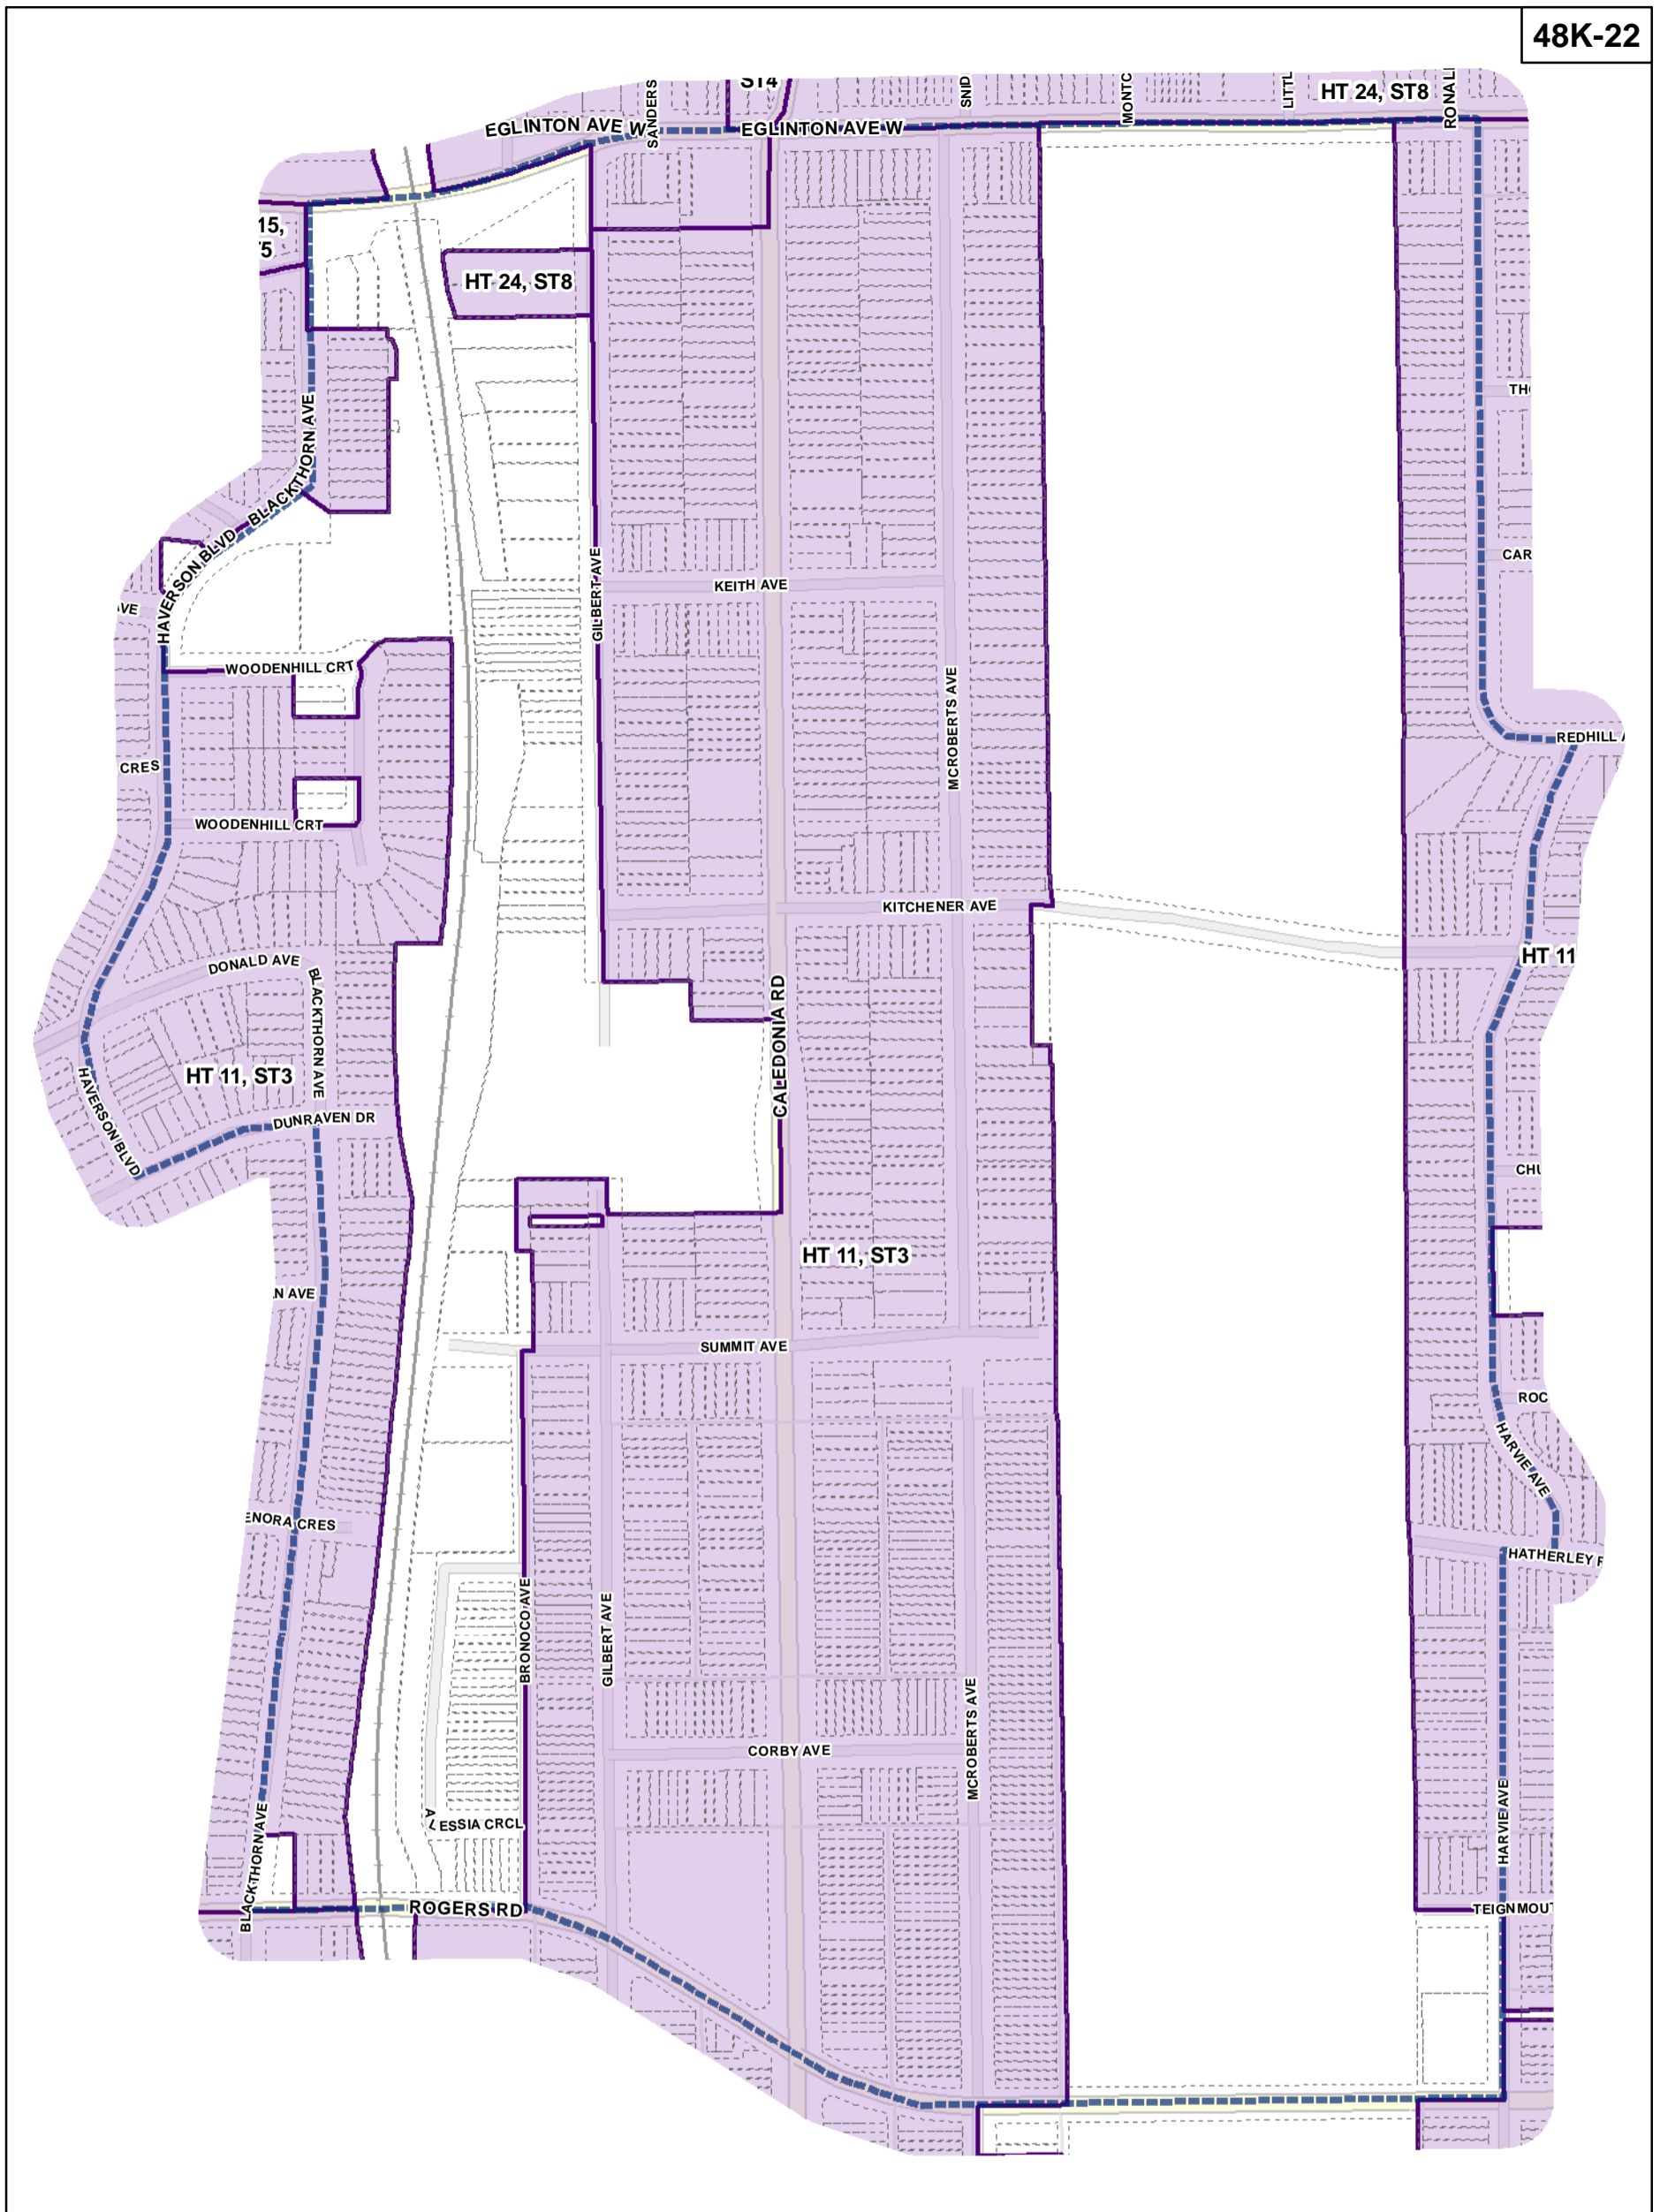 48K-22
ST4
SANDERS
SNID
MONTC
LITTL
HT 24, ST8
RONAL
EGLINTON AVE W
EGLINTON AVE W
15,
HT 24, ST8
BLACKTHORN AVE
TH
BLACKTHORN
HAVERSON BLVD
GILBERT AVE
KEITH AVE
CAR
VE
WOODENHILL CRT
MCROBERTS AVE
REDHILL
CRES
WOODENHILL CRT
KITCHENER AVE
HT 11
DONALD AVE
BLACKTHORN AVE
CALEDONIA RD
HT 11, ST3
HAVERSON BLVD
DUNRAVEN DR
CHU
HT 11, ST3
N AVE
SUMMIT AVE
ROC
HARVIE AVE
ENORA CRES
HATHERLEY
BRONOCO AVE
GILBERT AVE
MCROBERTS AVE
CORBY AVE
HARVIE AVE
ESSIA CRCL
BLACKTHORN AVE
ROGERS RD
TEIGNMOUT